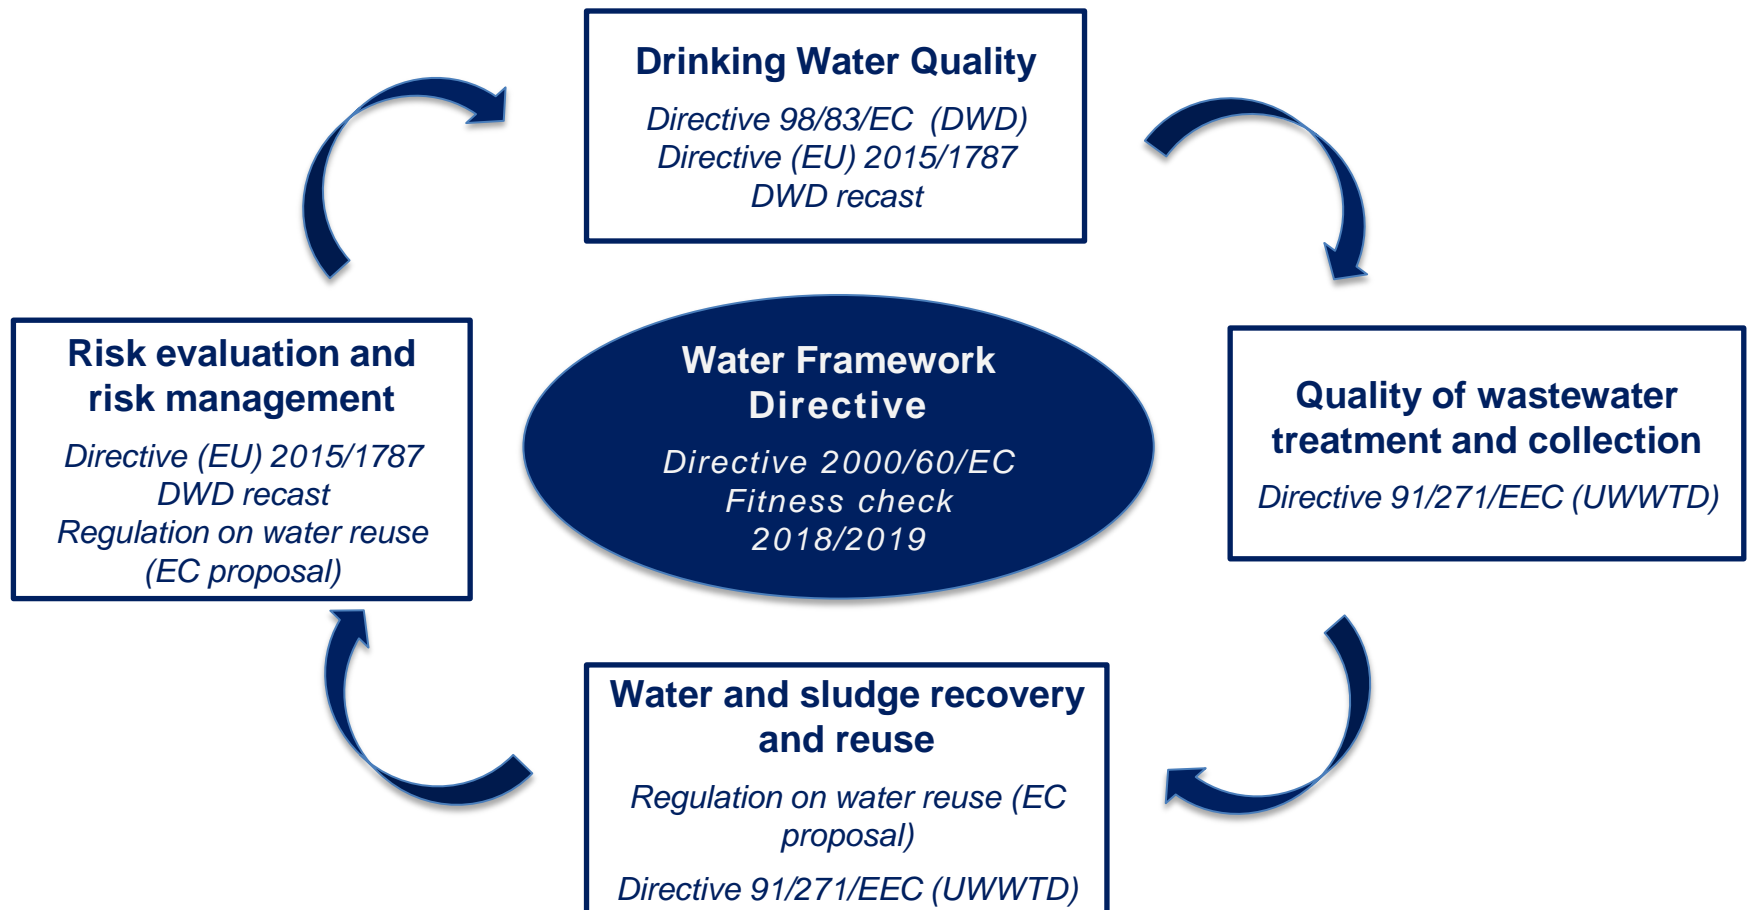 Drinking Water Quality
Directive 98/83/EC (DWD)
Directive (EU) 2015/1787
DWD recast
Risk evaluation and
risk management
Directive (EU) 2015/1787
DWD recast
Regulation on water reuse
(EC proposal)
Water Framework
Directive
Directive 2000/60/EC
Fitness check
2018/2019
Quality of wastewater
treatment and collection
Directive 91/271/EEC (UWWTD)
Water and sludge recovery
and reuse
Regulation on water reuse (EC
proposal)
Directive 91/271/EEC (UWWTD)